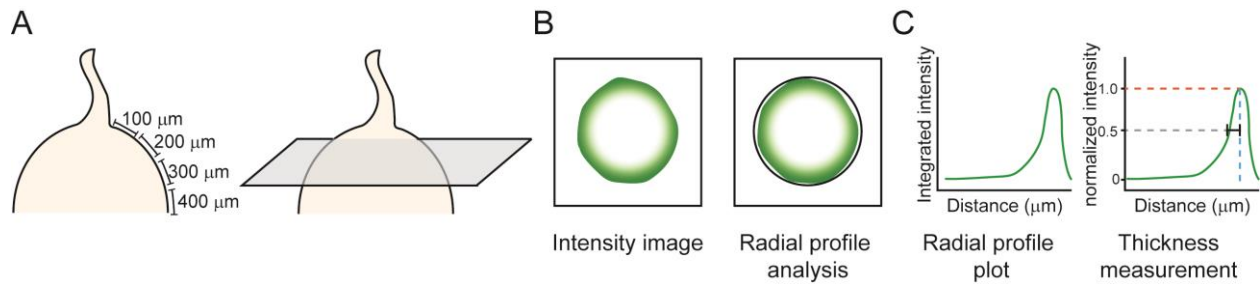 A
100 μm
200 μm
300 μm
400 μm
B
Intensity image
Radial profile
analysis
C
Integrated intensity
Distance (μm)
Radial profile
plot
normalized intensity
1.0
0.5
0
Distance (μm)
Thickness
measurement